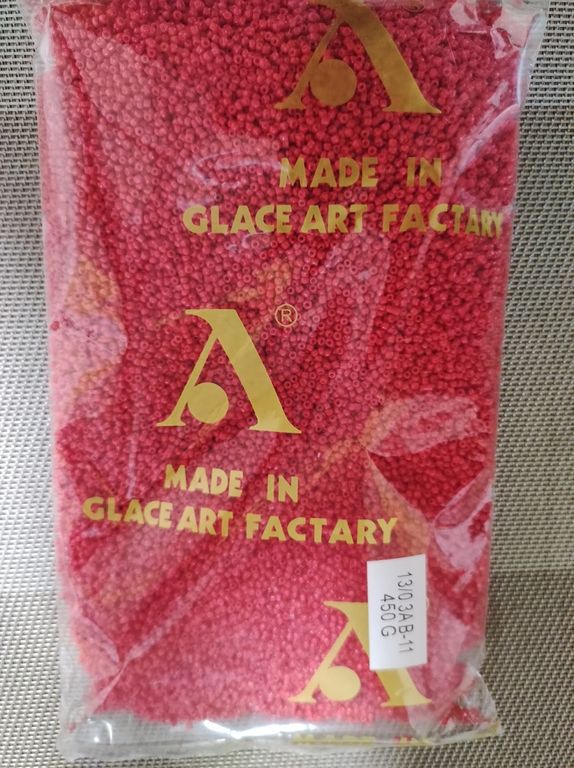 A
MADE IN
GLACE ART FACTARY
A ®
MADE IN
GLACE ART FACTARY
13/0 3AB-11
450 G
A